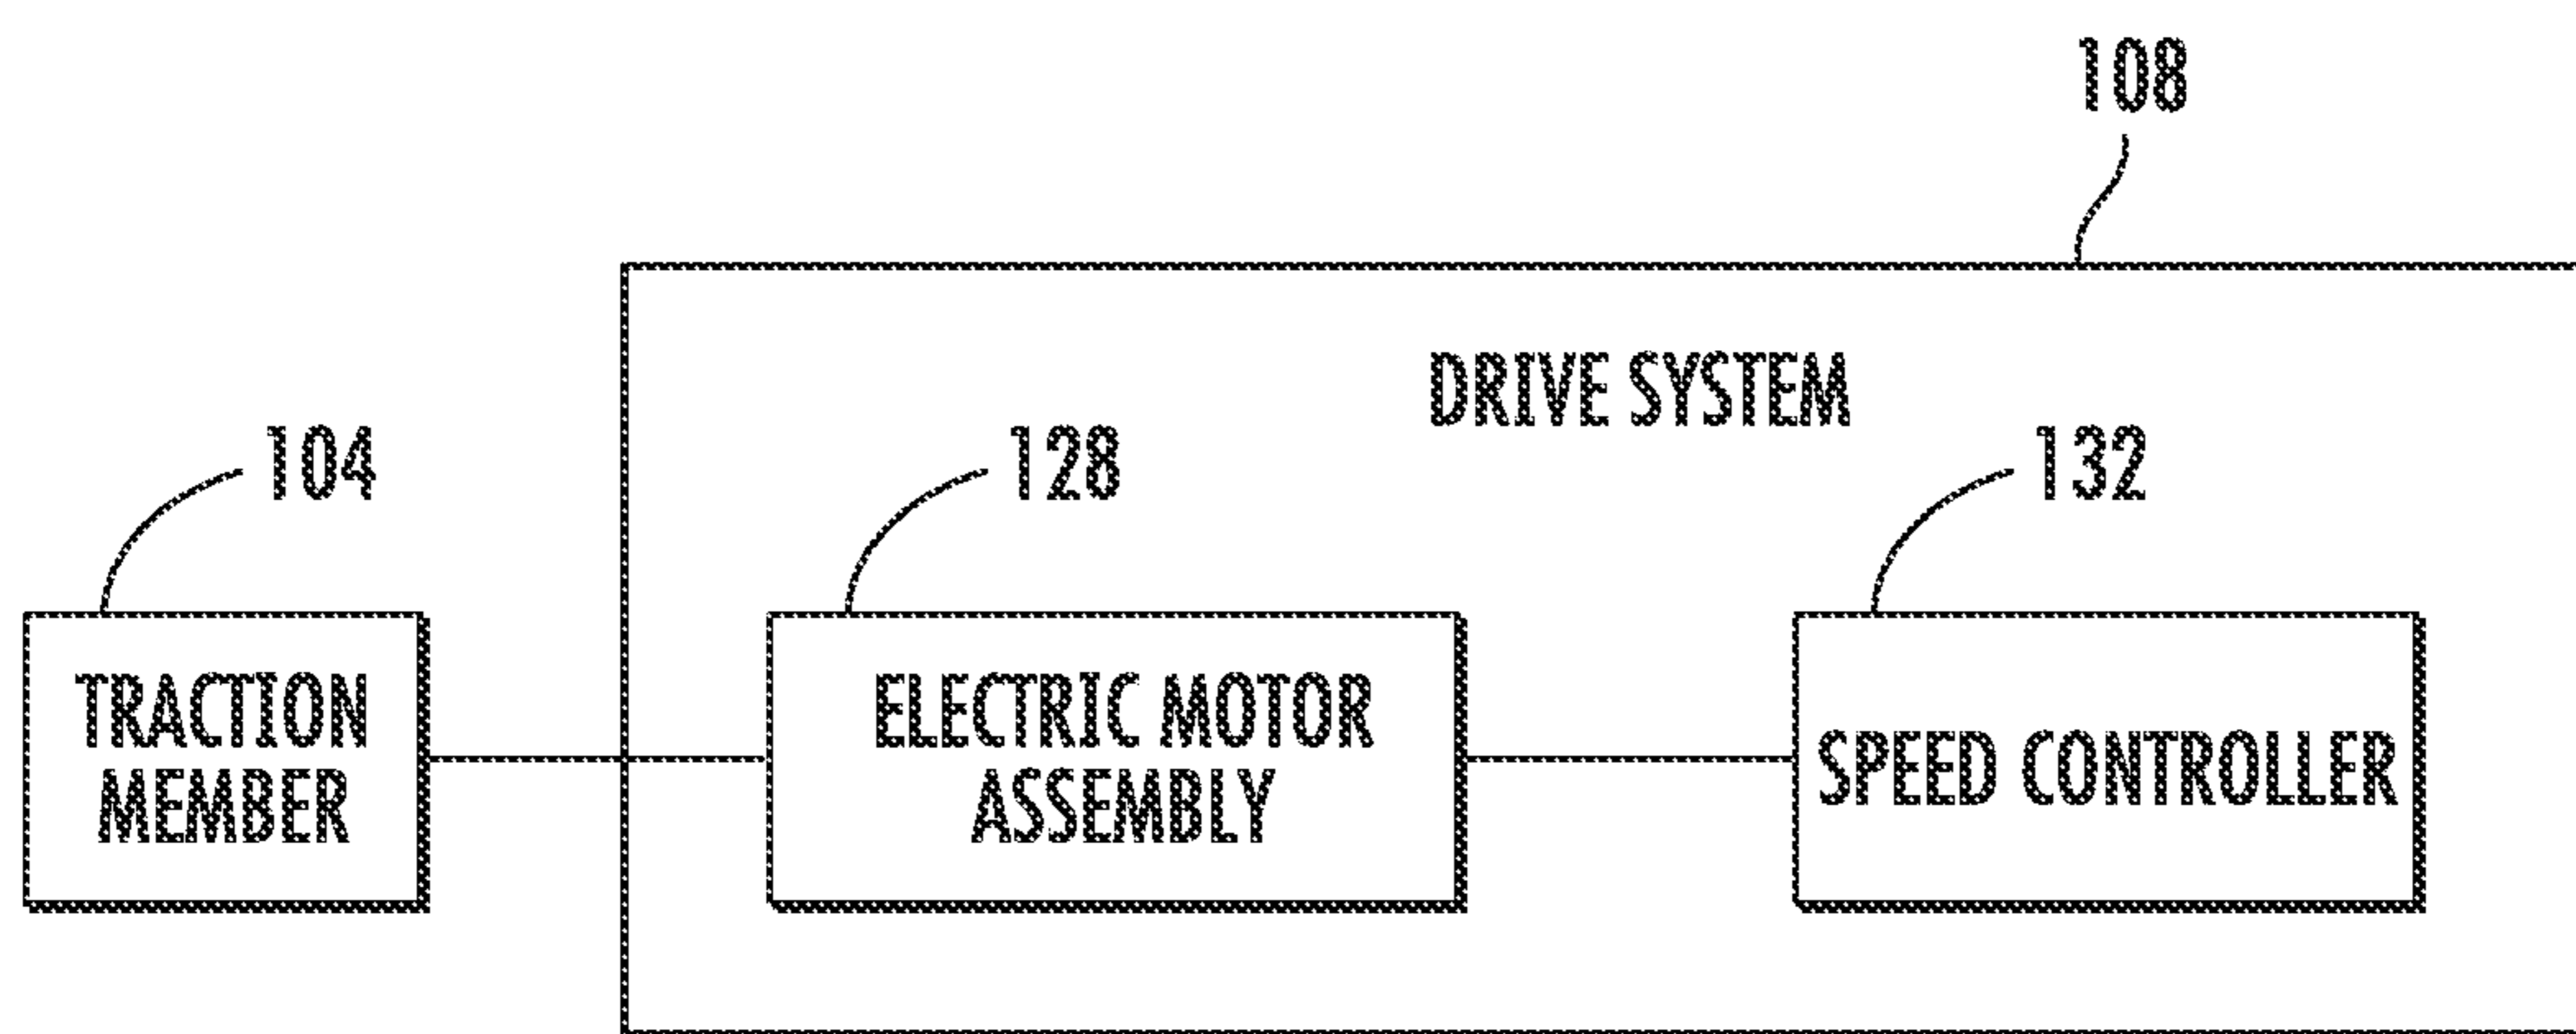 108
DRIVE SYSTEM
104
128
132
TRACTION
MEMBER
ELECTRIC MOTOR
ASSEMBLY
SPEED CONTROLLER